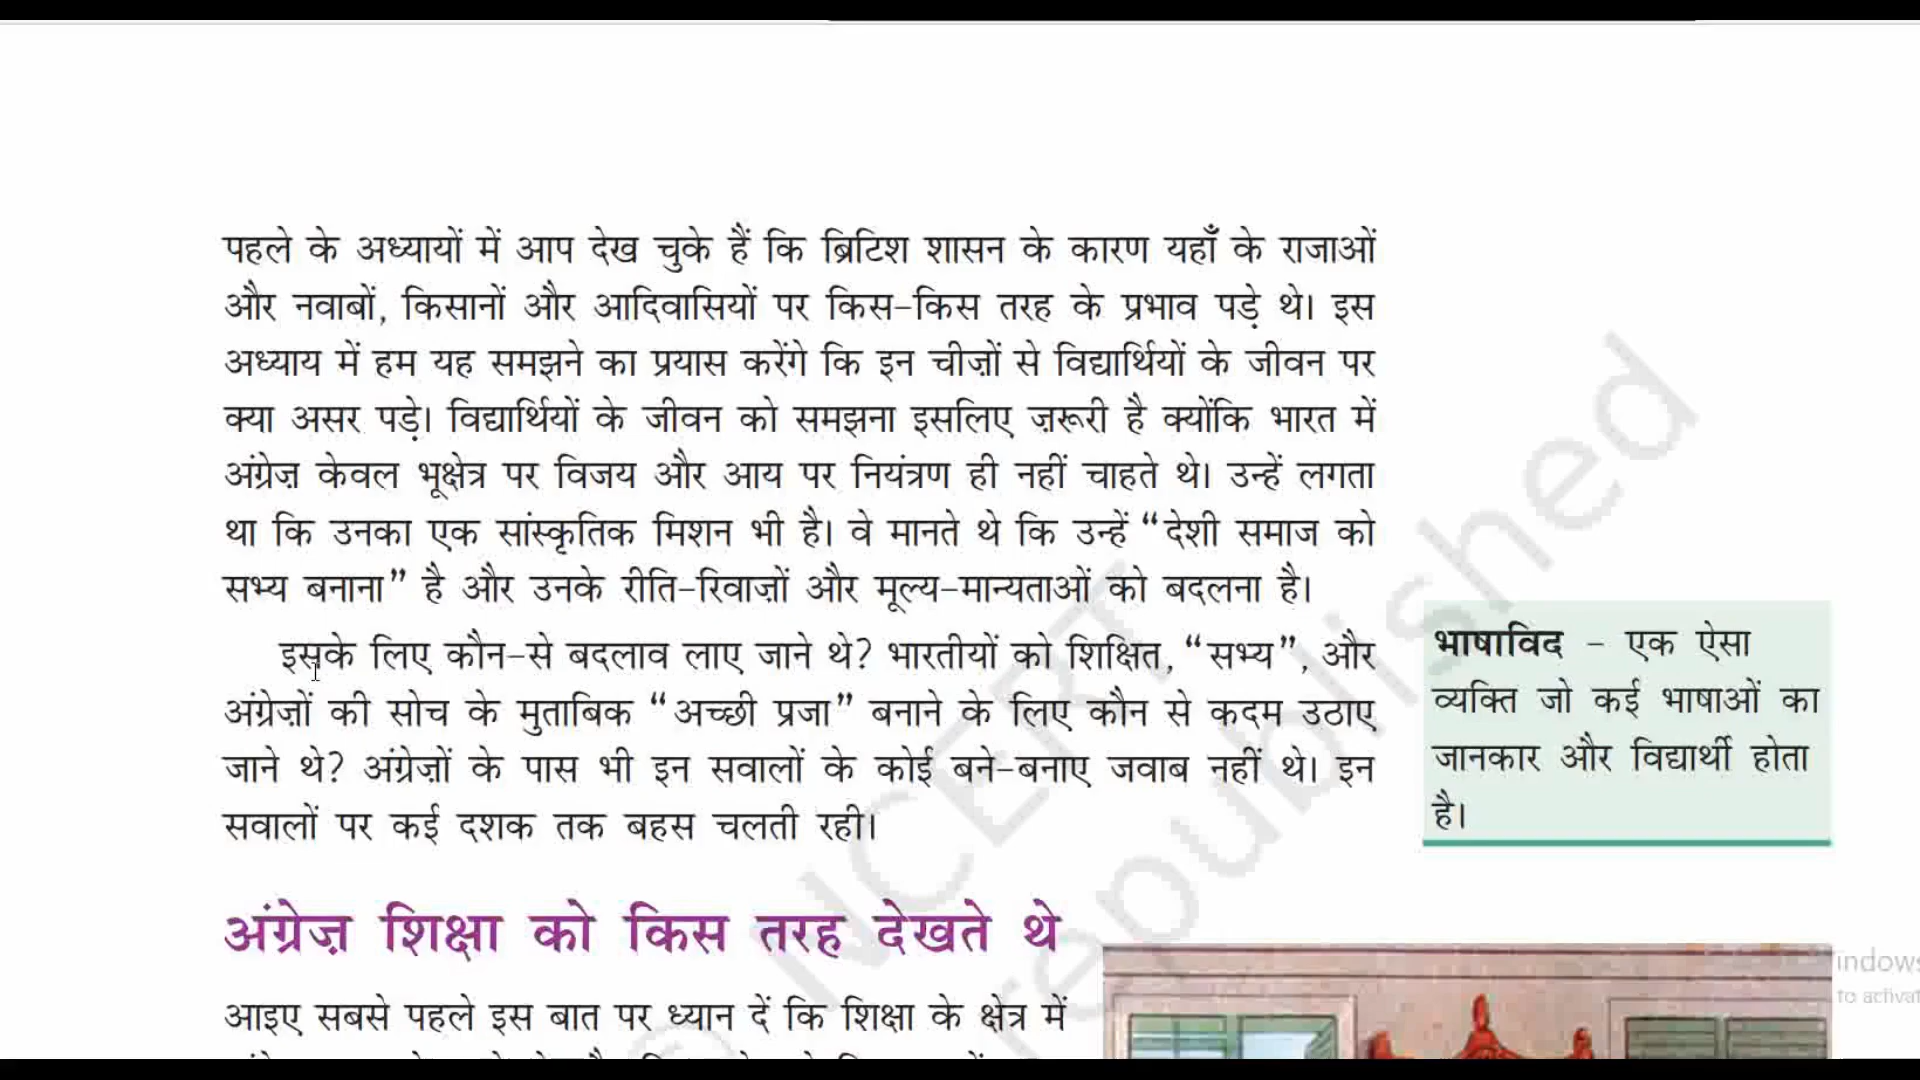 पहले के अध्यायों में आप देख चुके हैं कि ब्रिटिश शासन के कारण यहाँ के राजाओं
और नवाबों, किसानों और आदिवासियों पर किस-किस तरह के प्रभाव पड़े थे। इस
अध्याय में हम यह समझने का प्रयास करेंगे कि इन चीज़ों से विद्यार्थियों के जीवन पर
क्या असर पड़े। विद्यार्थियों के जीवन को समझना इसलिए ज़रूरी है क्योंकि भारत में
अंग्रेज़ केवल भूक्षेत्र पर विजय और आय पर नियंत्रण ही नहीं चाहते थे। उन्हें लगता
था कि उनका एक सांस्कृतिक मिशन भी है। वे मानते थे कि उन्हें “देशी समाज को
सभ्य बनाना” है और उनके रीति-रिवाज़ों और मूल्य-मान्यताओं को बदलना है।
इसके लिए कौन-से बदलाव लाए जाने थे? भारतीयों को शिक्षित, “सभ्य”, और
अंग्रेज़ों की सोच के मुताबिक “अच्छी प्रजा” बनाने के लिए कौन से कदम उठाए
जाने थे? अंग्रेज़ों के पास भी इन सवालों के कोई बने-बनाए जवाब नहीं थे। इन
सवालों पर कई दशक तक बहस चलती रही।
भाषाविद - एक ऐसा
व्यक्ति जो कई भाषाओं का
जानकार और विद्यार्थी होता
है।
अंग्रेज़ शिक्षा को किस तरह देखते थे
आइए सबसे पहले इस बात पर ध्यान दें कि शिक्षा के क्षेत्र में
© NCERT
republished